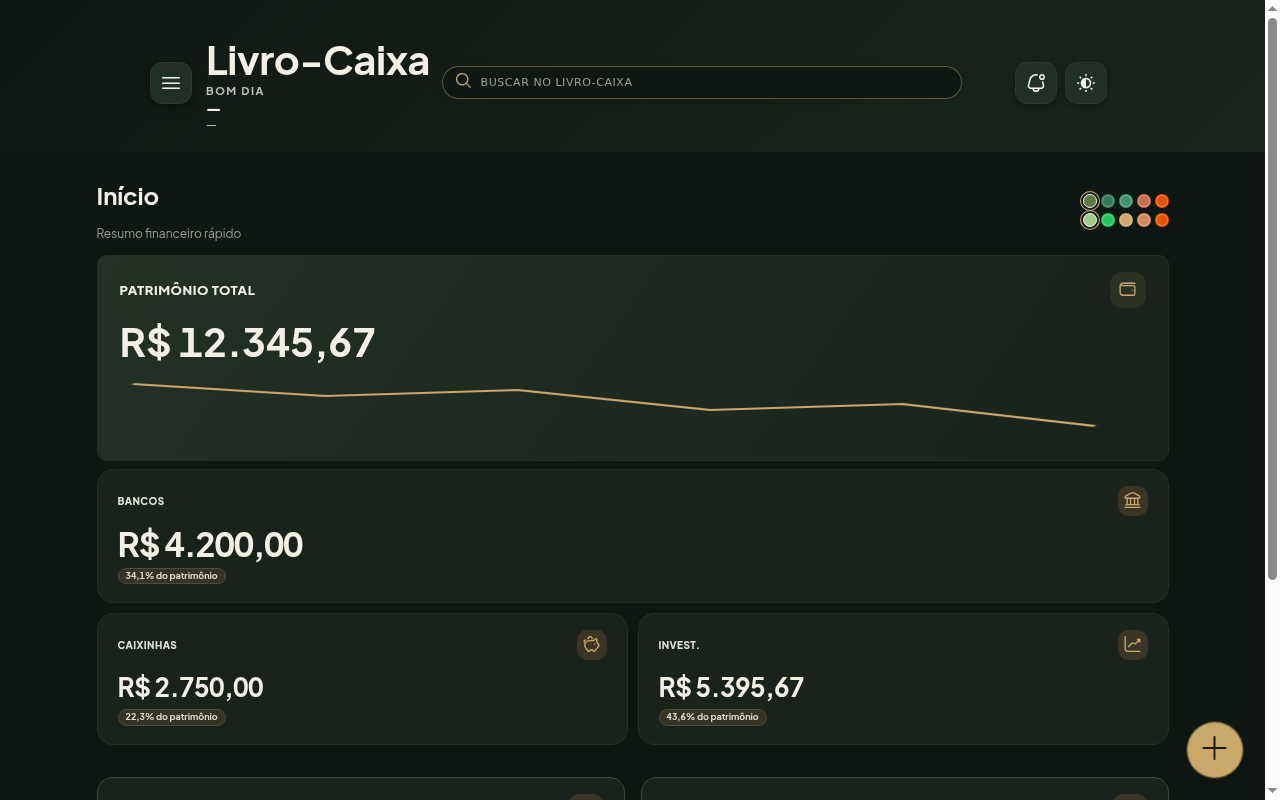 Livro-Caixa
BOM DIA
—
—
BUSCAR NO LIVRO-CAIXA
Início
Resumo financeiro rápido
PATRIMÔNIO TOTAL
R$ 12.345,67
BANCOS
R$ 4.200,00
34,1% do patrimônio
CAIXINHAS
R$ 2.750,00
22,3% do patrimônio
INVEST.
R$ 5.395,67
43,6% do patrimônio